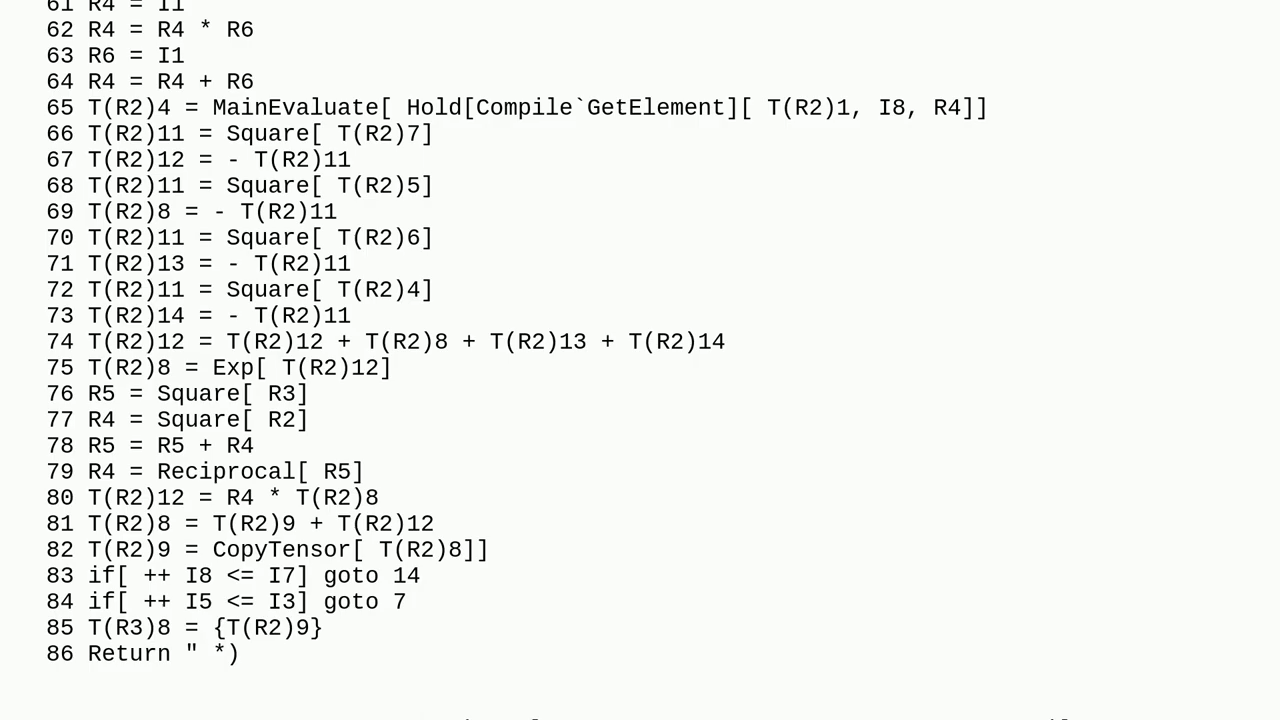 61 R4 = I1
62 R4 = R4 * R6
63 R6 = I1
64 R4 = R4 + R6
65 T(R2)4 = MainEvaluate[ Hold[Compile`GetElement][ T(R2)1, I8, R4]]
66 T(R2)11 = Square[ T(R2)7]
67 T(R2)12 = - T(R2)11
68 T(R2)11 = Square[ T(R2)5]
69 T(R2)8 = - T(R2)11
70 T(R2)11 = Square[ T(R2)6]
71 T(R2)13 = - T(R2)11
72 T(R2)11 = Square[ T(R2)4]
73 T(R2)14 = - T(R2)11
74 T(R2)12 = T(R2)12 + T(R2)8 + T(R2)13 + T(R2)14
75 T(R2)8 = Exp[ T(R2)12]
76 R5 = Square[ R3]
77 R4 = Square[ R2]
78 R5 = R5 + R4
79 R4 = Reciprocal[ R5]
80 T(R2)12 = R4 * T(R2)8
81 T(R2)8 = T(R2)9 + T(R2)12
82 T(R2)9 = CopyTensor[ T(R2)8]]
83 if[ ++ I8 <= I7] goto 14
84 if[ ++ I5 <= I3] goto 7
85 T(R3)8 = {T(R2)9}
86 Return " *)